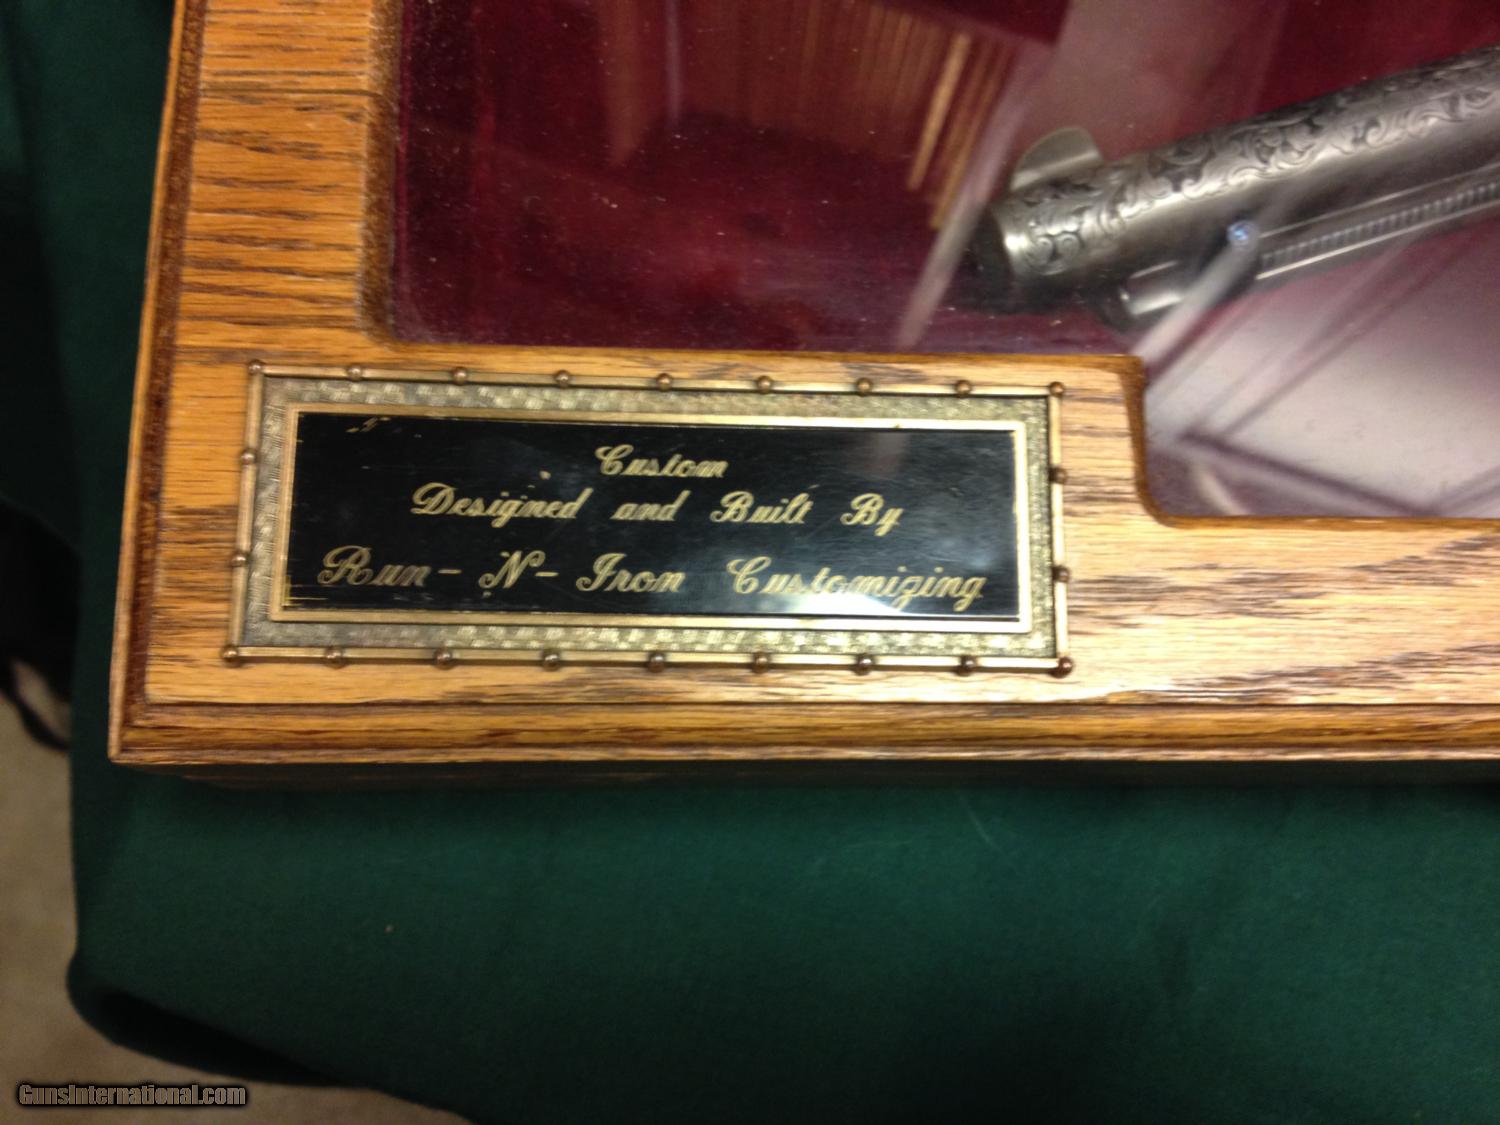 Custom
Designed and Built By
Run-N-Iron Customizing
GunsInternational.com